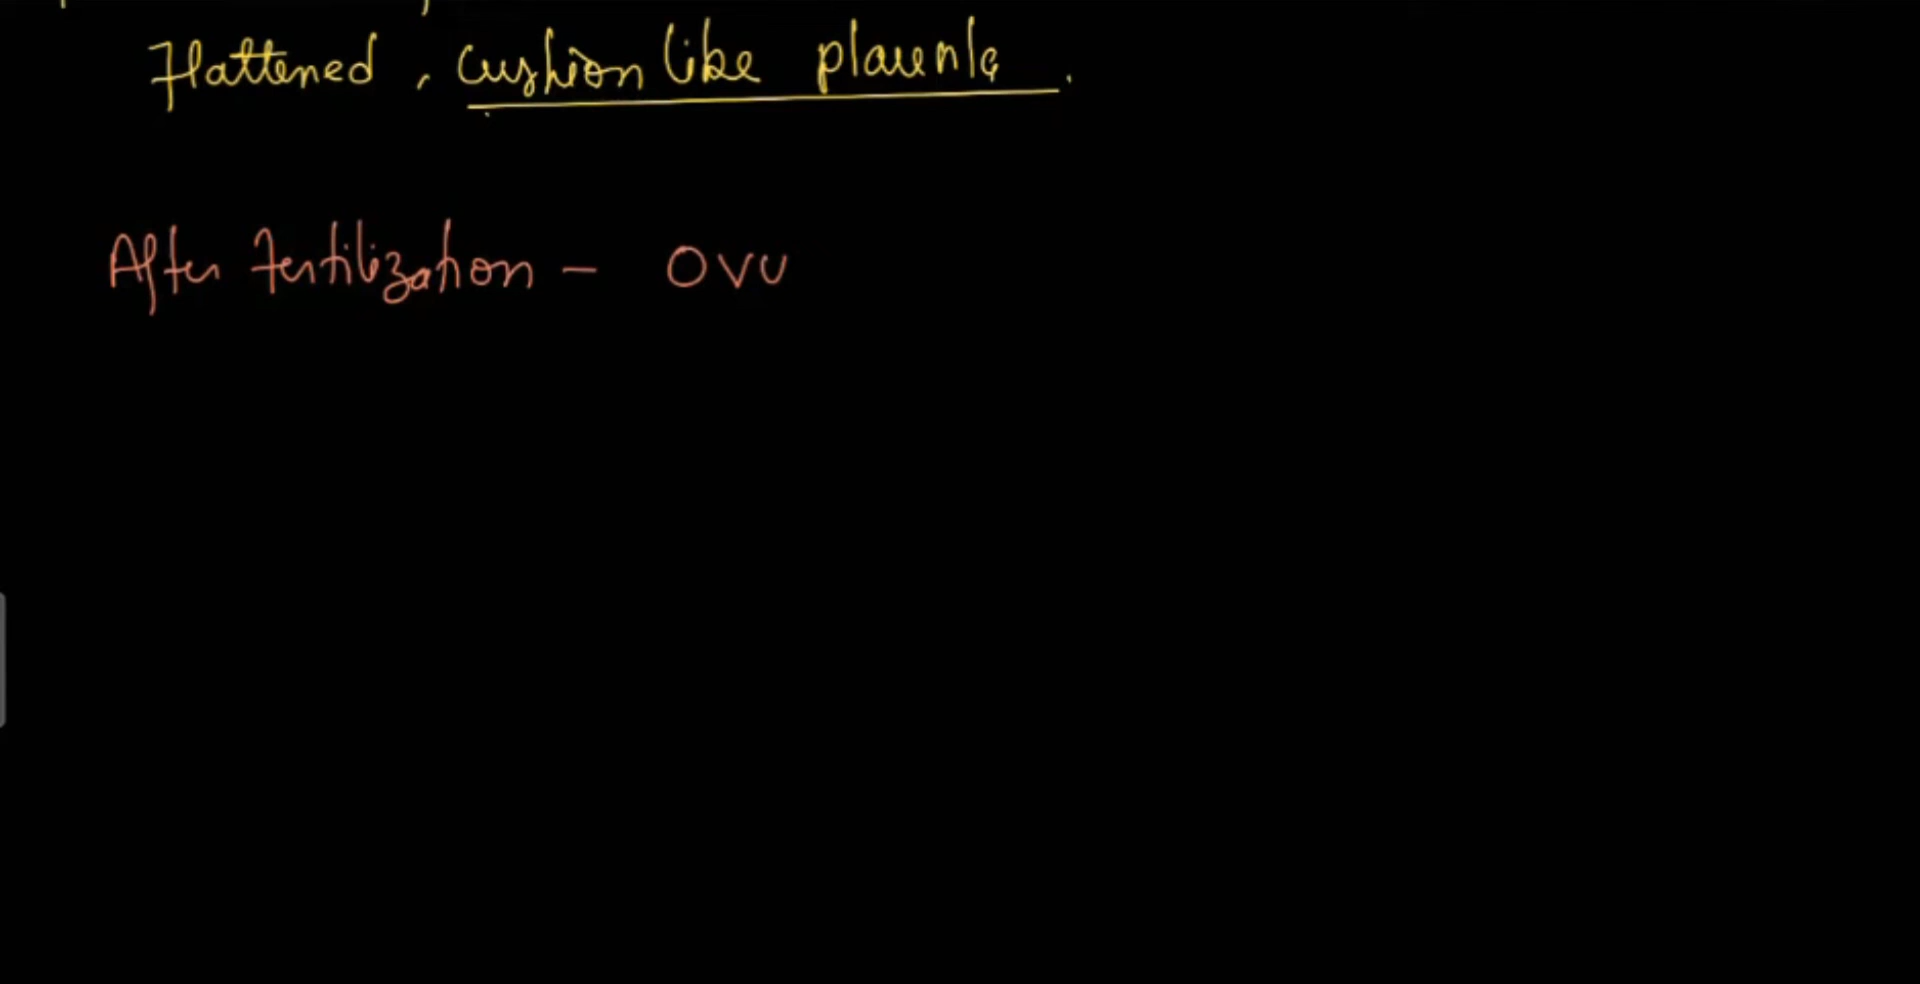 Flattened, cushion like placenta.
After fertilization - ovu